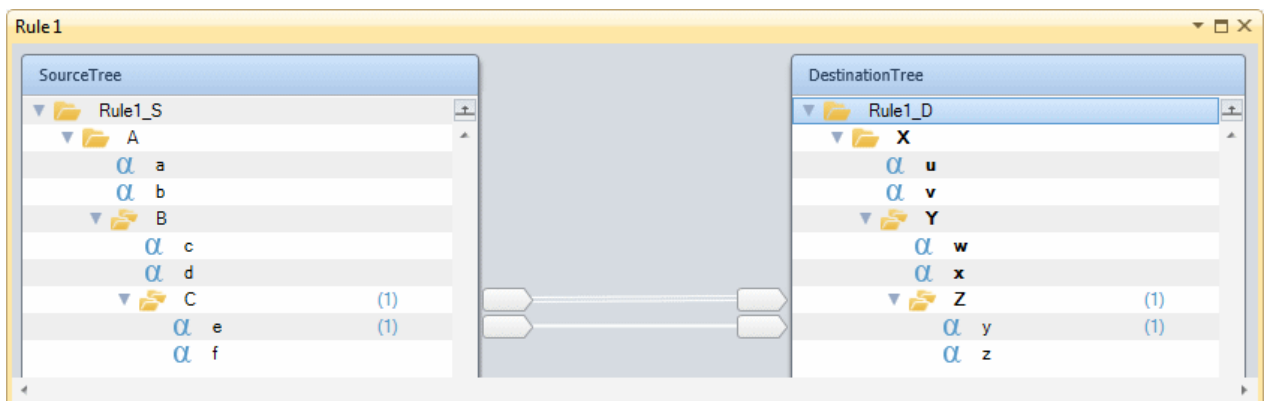 Rule 1
SourceTree
Rule1_S
A
α a
α b
B
α c
α d
C (1)
α e (1)
α f
DestinationTree
Rule1_D
X
α u
α v
Y
α w
α x
Z (1)
α y (1)
α z